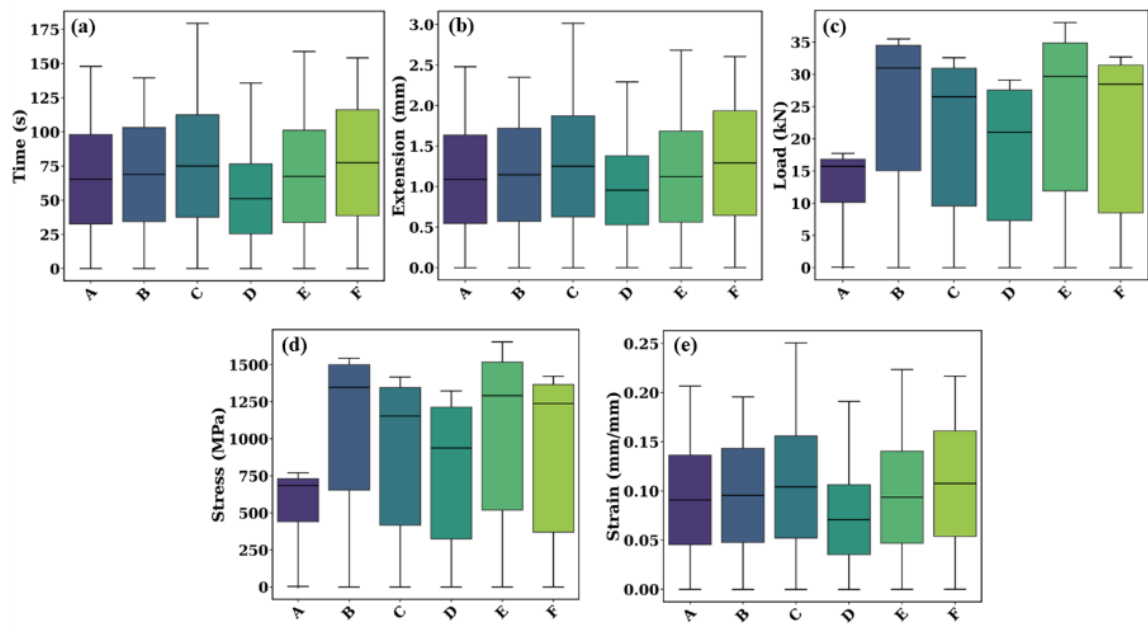 (a)
Time (s)
175
150
125
100
75
50
25
0
A B C D E F
(b)
Extension (mm)
3.0
2.5
2.0
1.5
1.0
0.5
0.0
A B C D E F
(c)
Load (kN)
35
30
25
20
15
10
5
0
A B C D E F
(d)
Stress (MPa)
1500
1250
1000
750
500
250
0
A B C D E F
(e)
Strain (mm/mm)
0.25
0.20
0.15
0.10
0.05
0.00
A B C D E F